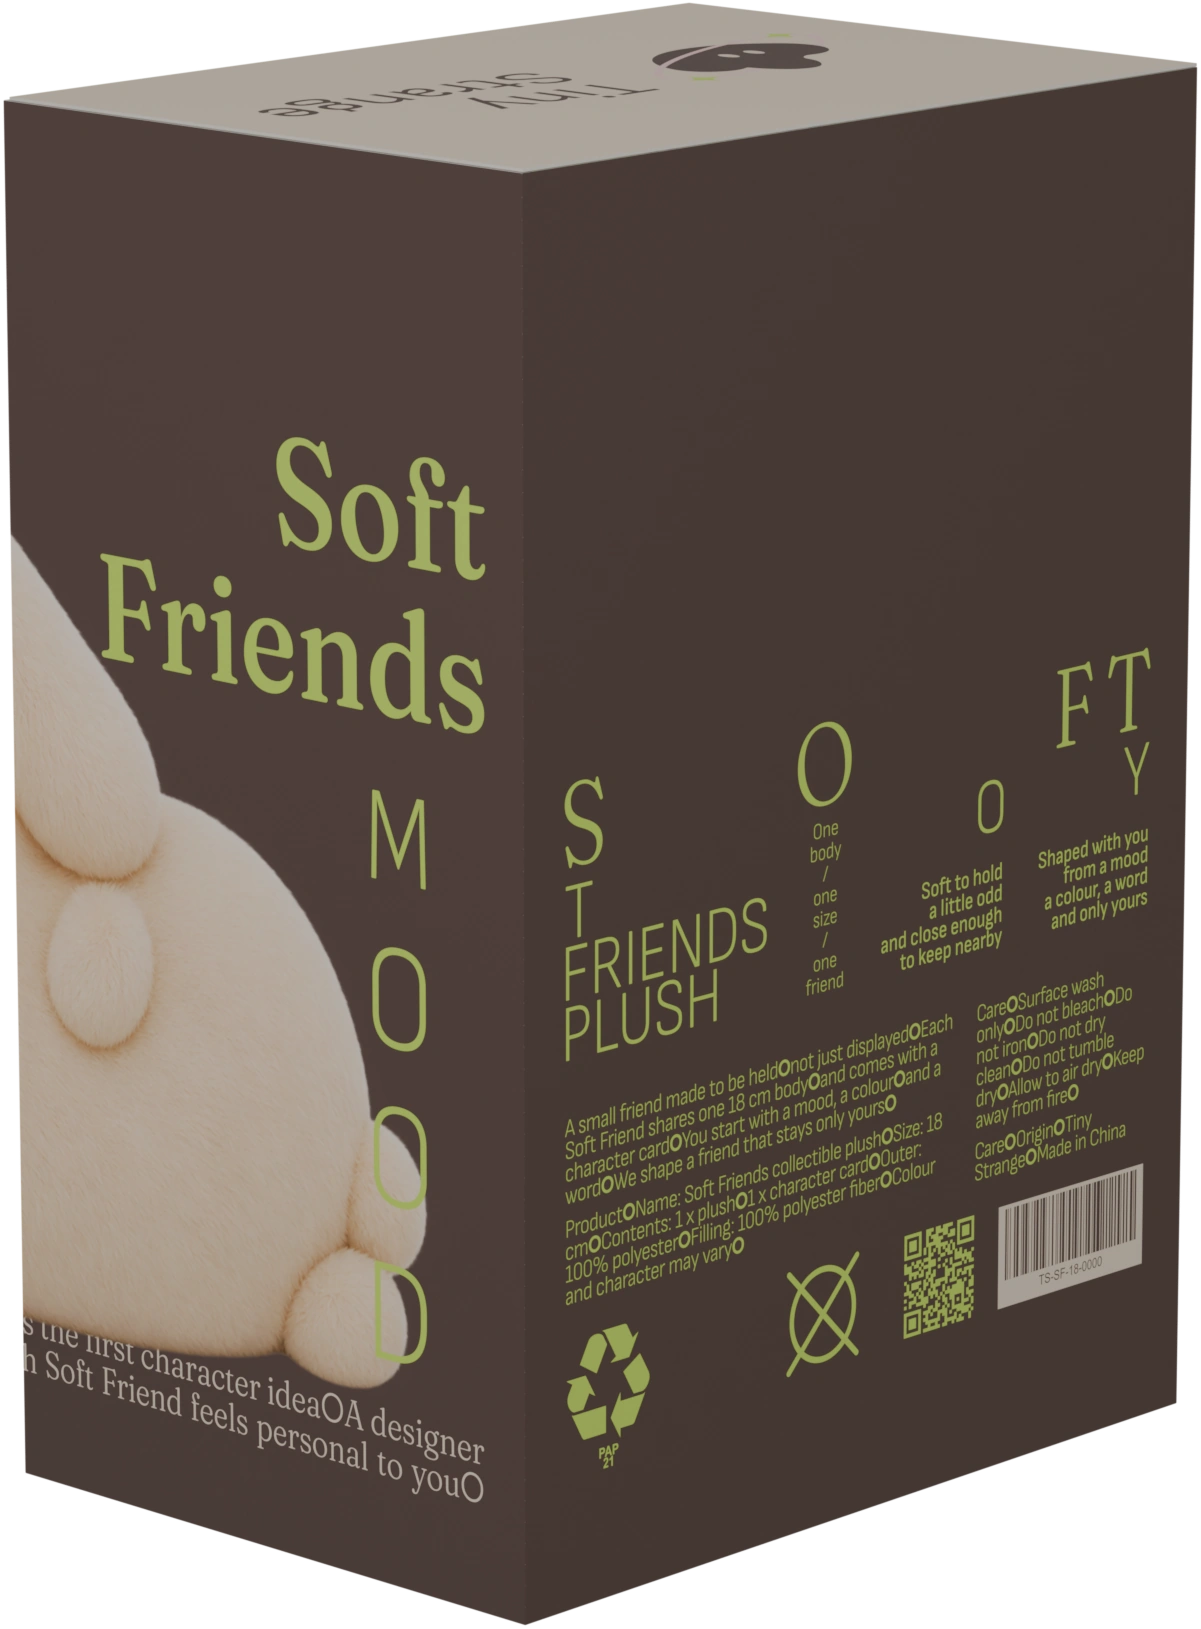 Tiny
Strange
Soft
Friends
M
O
O
D
s the first character ideaOA designer
h Soft Friend feels personal to youO
S
O
FT
T
O
Y
FRIENDS
PLUSH
One
body
/
one
size
/
one
friend
Soft to hold
a little odd
and close enough
to keep nearby
Shaped with you
from a mood
a colour, a word
and only yours
A small friend made to be heldOnot just displayedOEach
Soft Friend shares one 18 cm bodyOand comes with a
character cardOYou start with a mood, a colourOand a
wordOWe shape a friend that stays only yoursO
ProductOName: Soft Friends collectible plushOSize: 18
cmOContents: 1 x plushO1 x character cardOOuter:
100% polyesterOFilling: 100% polyester fiberOColour
and character may varyO
CareOSurface wash
onlyODo not bleachODo
not ironODo not dry
cleanODo not tumble
dryOAllow to air dryOKeep
away from fireO
CareOOriginOTiny
StrangeOMade in China
PAP
21
TS-SF-18-0000